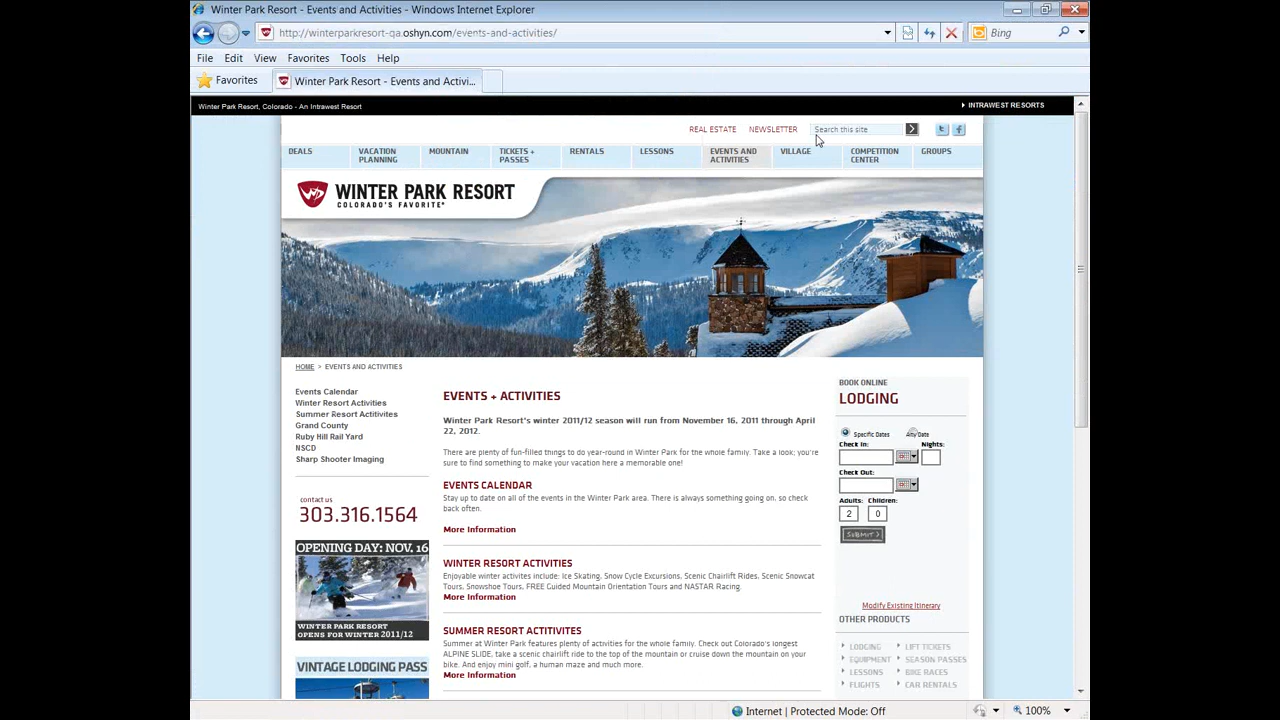 Winter Park Resort - Events and Activities - Windows Internet Explorer
http://winterparkresort-qa.oshyn.com/events-and-activities/
Bing
File Edit View Favorites Tools Help
Favorites
Winter Park Resort - Events and Activi...
Winter Park Resort, Colorado - An Intrawest Resort
INTRAWEST RESORTS
REAL ESTATE NEWSLETTER Search this site
DEALS
VACATION PLANNING
MOUNTAIN
TICKETS + PASSES
RENTALS
LESSONS
EVENTS AND ACTIVITIES
VILLAGE
COMPETITION CENTER
GROUPS
WINTER PARK RESORT
COLORADO'S FAVORITE
HOME > EVENTS AND ACTIVITIES
Events Calendar
Winter Resort Activities
Summer Resort Actitivites
Grand County
Ruby Hill Rail Yard
NSCD
Sharp Shooter Imaging
contact us
303.316.1564
OPENING DAY: NOV. 16
WINTER PARK RESORT
OPENS FOR WINTER 2011/12
VINTAGE LODGING PASS
EVENTS + ACTIVITIES
Winter Park Resort's winter 2011/12 season will run from November 16, 2011 through April
22, 2012.
There are plenty of fun-filled things to do year-round in Winter Park for the whole family. Take a look; you're
sure to find something to make your vacation here a memorable one!
EVENTS CALENDAR
Stay up to date on all of the events in the Winter Park area. There is always something going on, so check
back often.
More Information
WINTER RESORT ACTIVITIES
Enjoyable winter activites include: Ice Skating, Snow Cycle Excursions, Scenic Chairlift Rides, Scenic Snowcat
Tours, Snowshoe Tours, FREE Guided Mountain Orientation Tours and NASTAR Racing.
More Information
SUMMER RESORT ACTITIVITES
Summer at Winter Park features plenty of activities for the whole family. Check out Colorado's longest
ALPINE SLIDE, take a scenic chairlift ride to the top of the mountain or cruise down the mountain on your
bike. And enjoy mini golf, a human maze and much more.
More Information
BOOK ONLINE
LODGING
Specific Dates Any Date
Check In: Nights:
Check Out:
Adults: Children:
2 0
SUBMIT >
Modify Existing Itinerary
OTHER PRODUCTS
LODGING LIFT TICKETS
EQUIPMENT SEASON PASSES
LESSONS BIKE RACES
FLIGHTS CAR RENTALS
Internet | Protected Mode: Off
100%